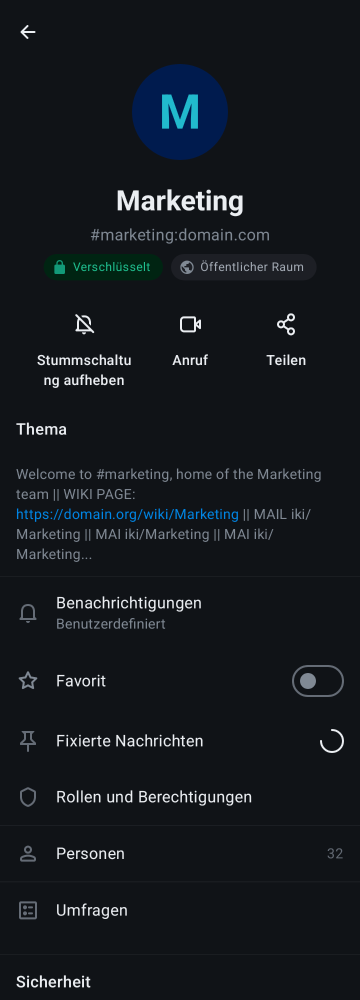 M
Marketing
#marketing:domain.com
Verschlüsselt
Öffentlicher Raum
Stummschaltu
ng aufheben
Anruf
Teilen
Thema
Welcome to #marketing, home of the Marketing
team || WIKI PAGE:
https://domain.org/wiki/Marketing || MAIL iki/
Marketing || MAI iki/Marketing || MAI iki/
Marketing...
Benachrichtigungen
Benutzerdefiniert
Favorit
Fixierte Nachrichten
Rollen und Berechtigungen
Personen 32
Umfragen
Sicherheit